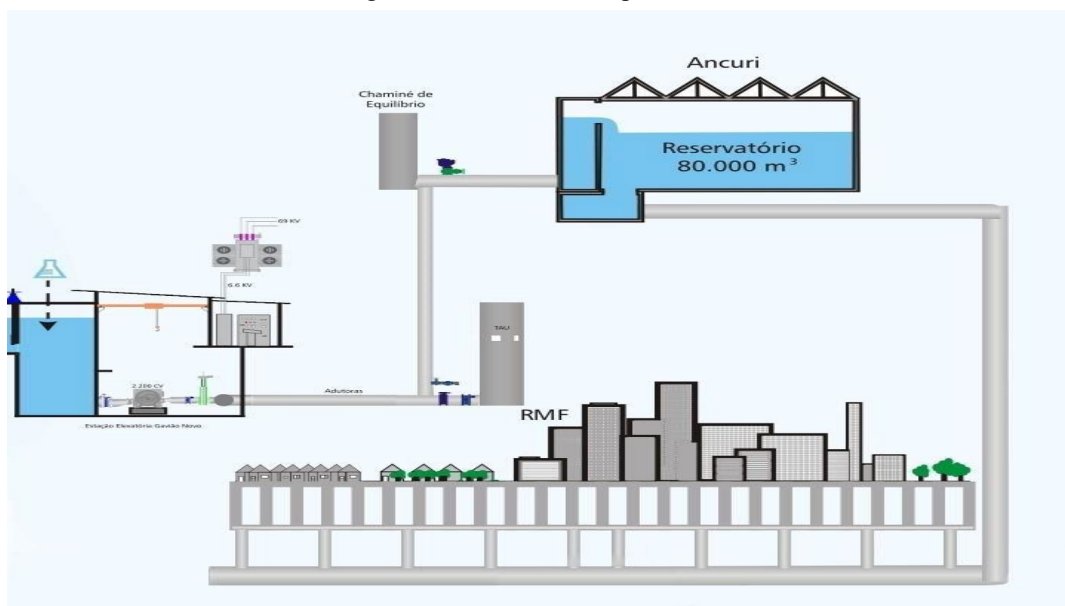 Ancuri
Chaminé de
Equilíbrio
Reservatório
80.000 m³
69 KV
6.6 KV
TAU
2.200 CV
Adutoras
RMF
Estação Elevatória Gavião Novo